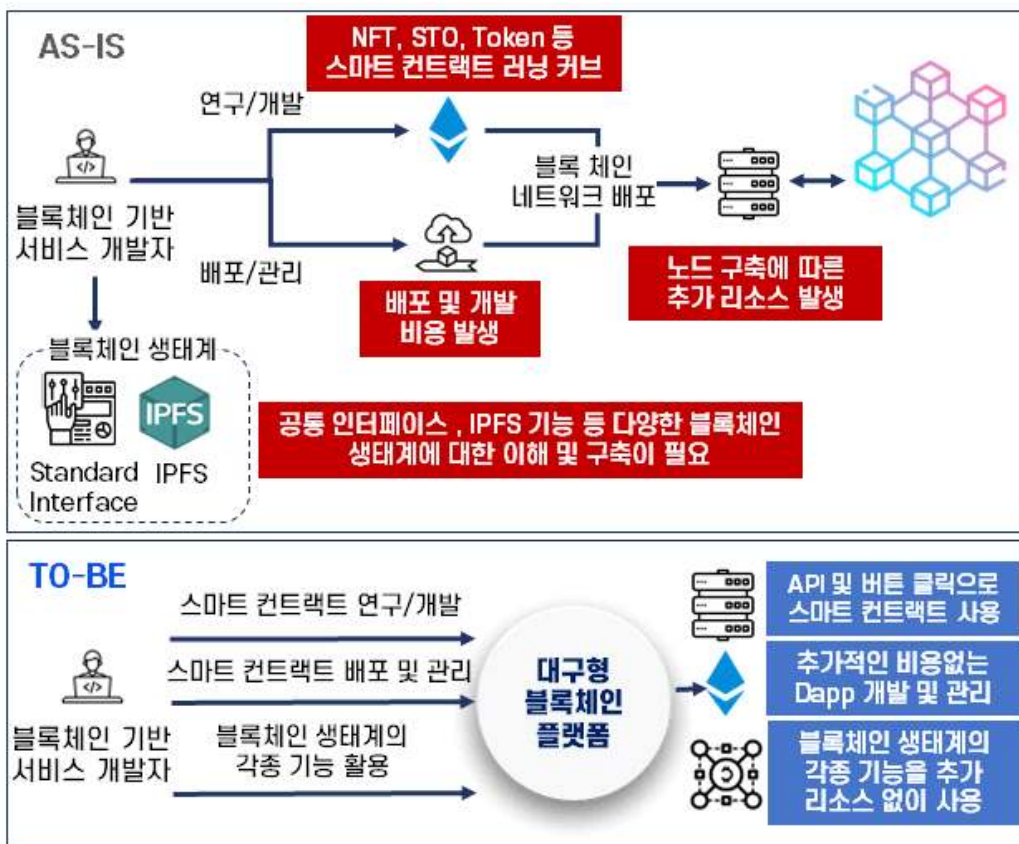 AS-IS
NFT, STO, Token 등
스마트 컨트랙트 러닝 커브
연구/개발
블록체인 기반
서비스 개발자
배포/관리
배포 및 개발
비용 발생
블록 체인
네트워크 배포
노드 구축에 따른
추가 리소스 발생
블록체인 생태계
IPFS
Standard
Interface
IPFS
공통 인터페이스 , IPFS 기능 등 다양한 블록체인
생태계에 대한 이해 및 구축이 필요
TO-BE
블록체인 기반
서비스 개발자
스마트 컨트랙트 연구/개발
스마트 컨트랙트 배포 및 관리
블록체인 생태계의
각종 기능 활용
대구형
블록체인
플랫폼
API 및 버튼 클릭으로
스마트 컨트랙트 사용
추가적인 비용없는
Dapp 개발 및 관리
블록체인 생태계의
각종 기능을 추가
리소스 없이 사용